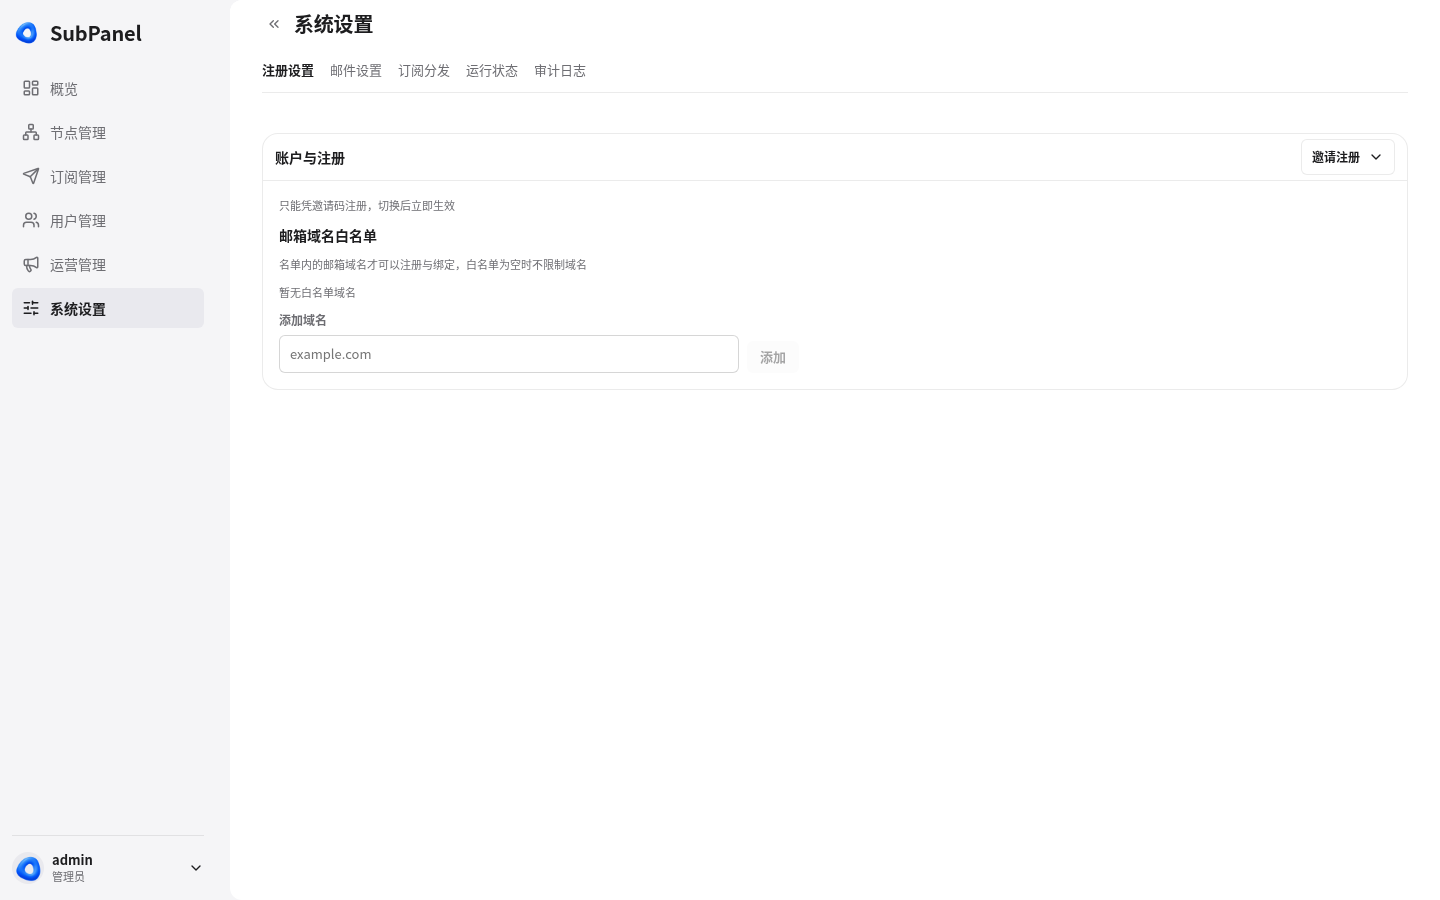 SubPanel
概览
节点管理
订阅管理
用户管理
运营管理
系统设置
admin
管理员
系统设置
注册设置 邮件设置 订阅分发 运行状态 审计日志
账户与注册
邀请注册
只能凭邀请码注册，切换后立即生效
邮箱域名白名单
名单内的邮箱域名才可以注册与绑定，白名单为空时不限制域名
暂无白名单域名
添加域名
example.com
添加